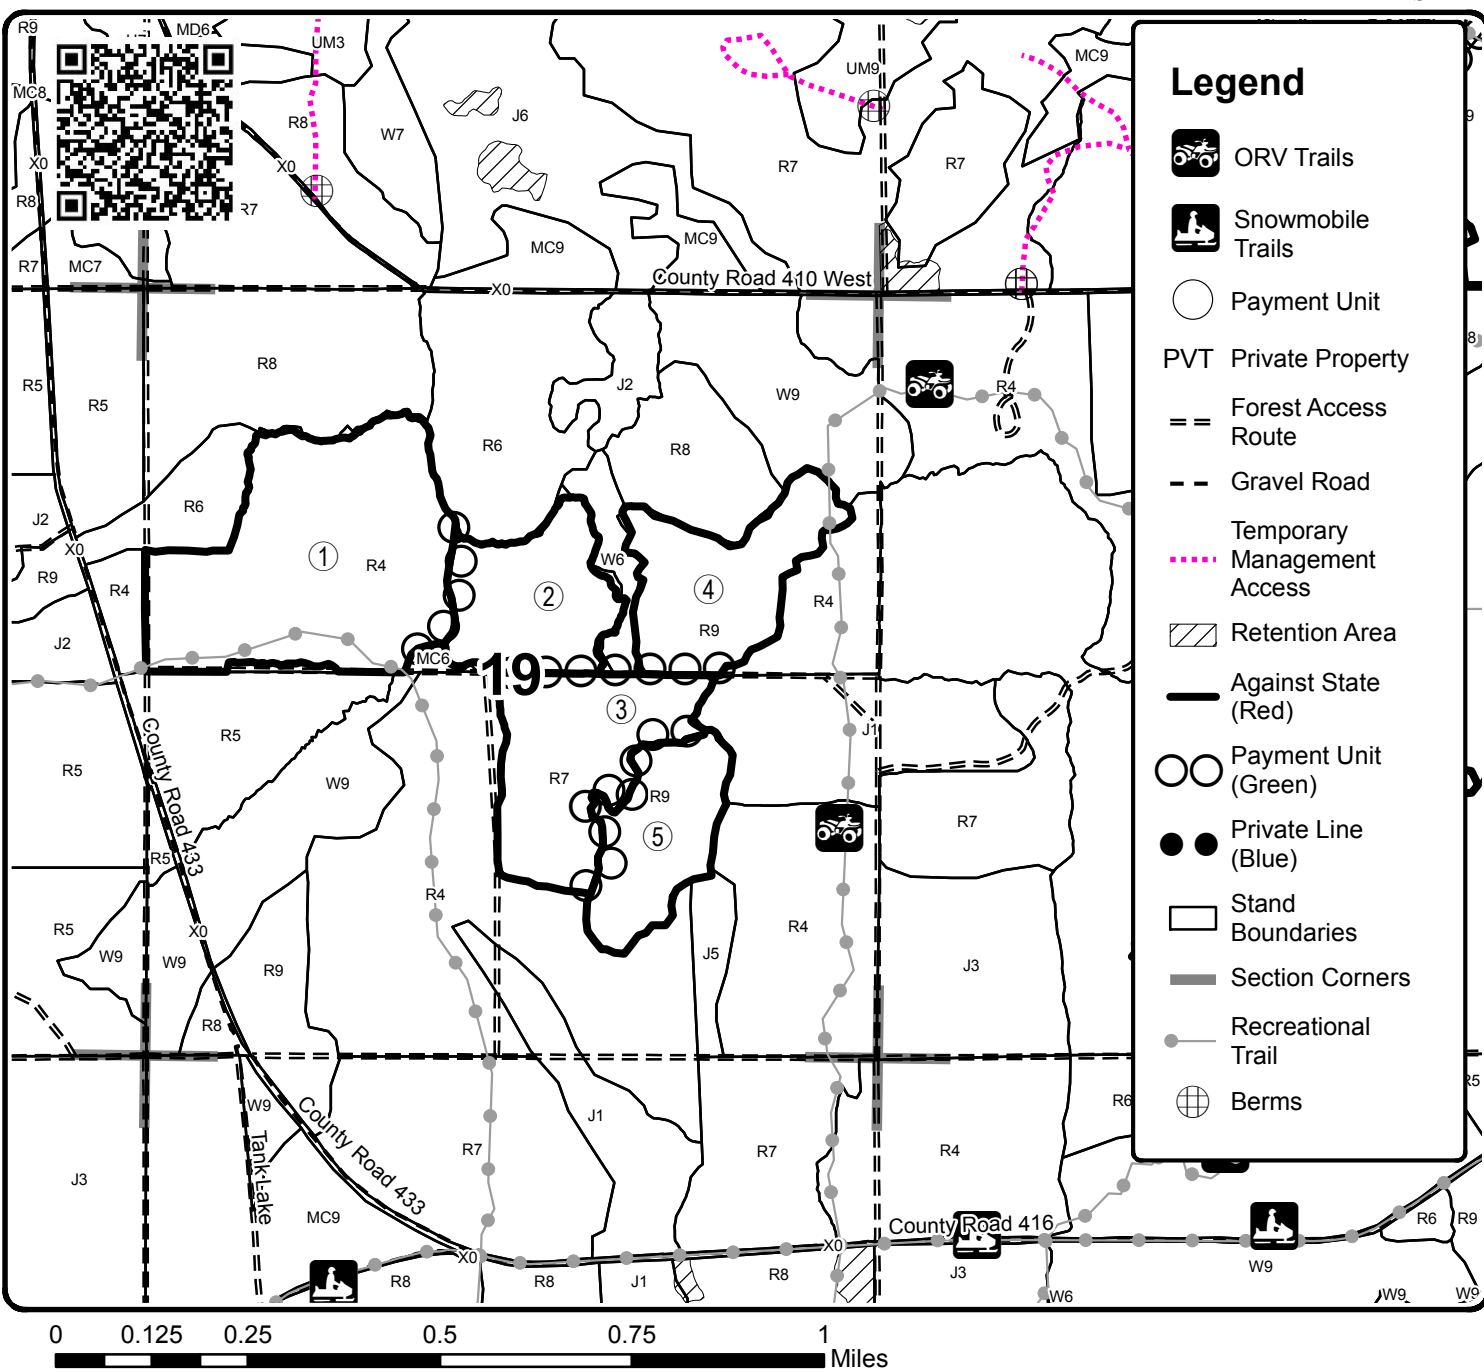 R9
MD6
UM3
MC9
UM9
MC8
J6
R8
W7
X0
X0
R7
R7
R8
R7
MC9
MC9
R7
MC7
County Road 410 West
X0
R8
R5
R5
J2
W9
R4
R6
R8
R6
J2
X0
W6
R9
R4
1
R4
2
4
R4
J2
R9
MC6
19
3
R5
J1
R5
County Road 433
W9
R7
R9
5
R7
R5
R4
R5
W9
W9
X0
R9
J5
R4
J3
R8
W9
County Road 433
J1
R6
R5
R7
R7
R4
J3
Tank Lake
MC9
County Road 416
R6
R9
X0
X0
R8
R8
J1
R8
J3
W9
W6
W9
W9
Legend
ORV Trails
Snowmobile
Trails
Payment Unit
PVT Private Property
Forest Access
Route
Gravel Road
Temporary
Management
Access
Retention Area
Against State
(Red)
Payment Unit
(Green)
Private Line
(Blue)
Stand
Boundaries
Section Corners
Recreational
Trail
Berms
0 0.125 0.25 0.5 0.75 1
Miles